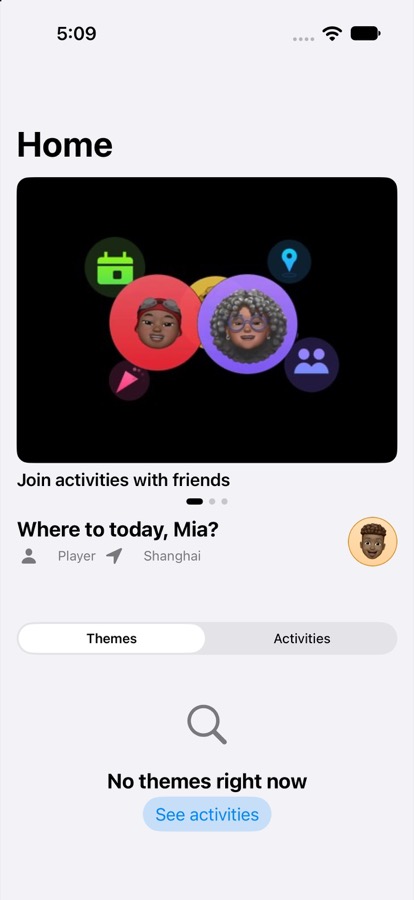 5:09
Home
Join activities with friends
Where to today, Mia?
Player Shanghai
Themes Activities
No themes right now
See activities